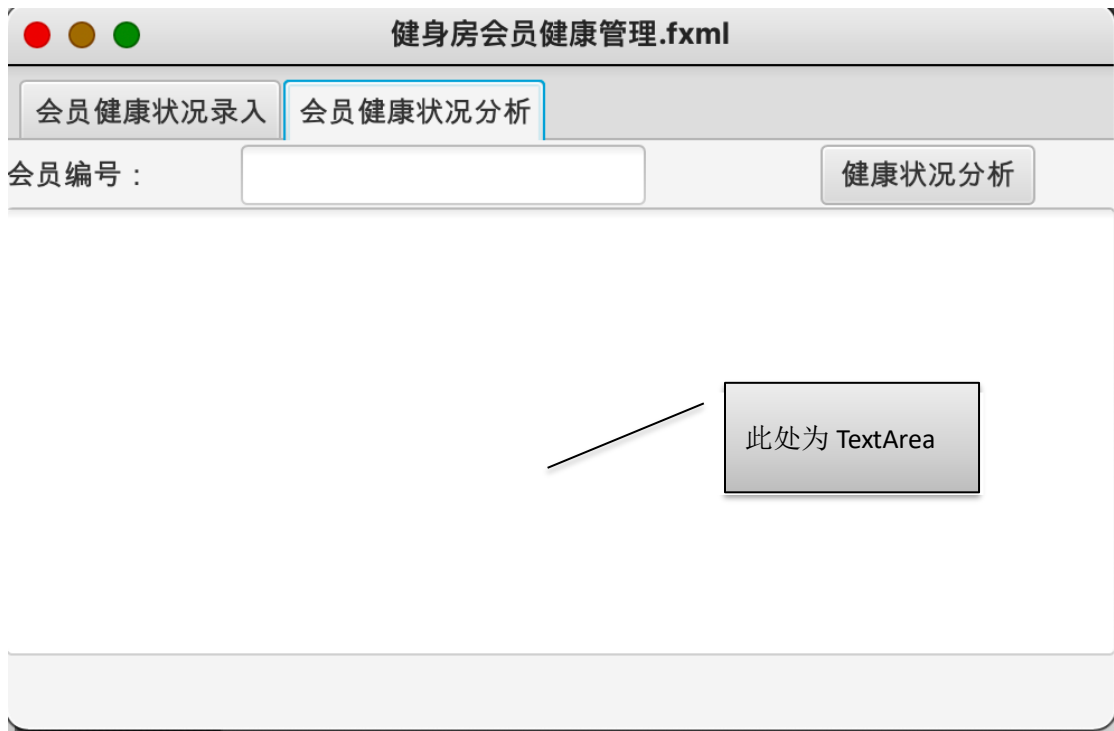 健身房会员健康管理.fxml
会员健康状况录入 会员健康状况分析
会员编号： 健康状况分析
此处为 TextArea